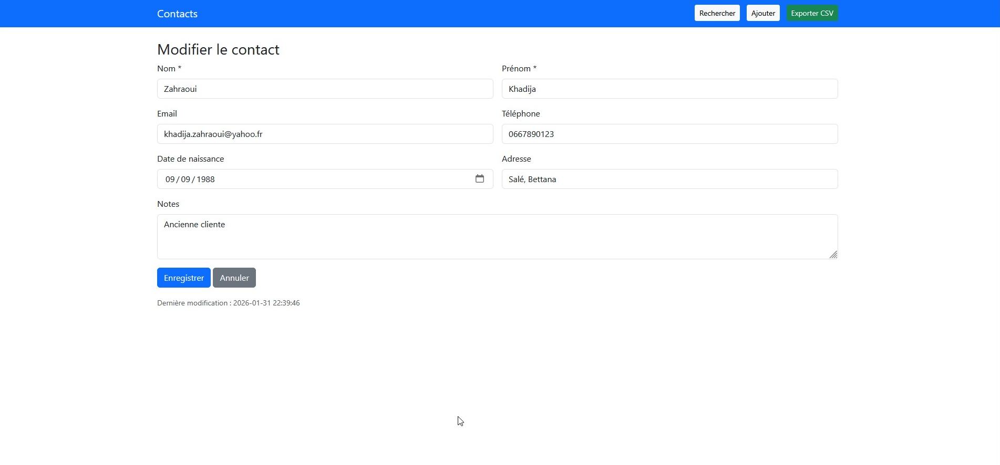 Contacts
Rechercher Ajouter Exporter CSV
Modifier le contact
Nom * Prénom *
Zahraoui Khadija
Email Téléphone
khadija.zahraoui@yahoo.fr 0667890123
Date de naissance Adresse
09/09/1988 Salé, Bettana
Notes
Ancienne cliente
Enregistrer Annuler
Dernière modification : 2026-01-31 22:39:46